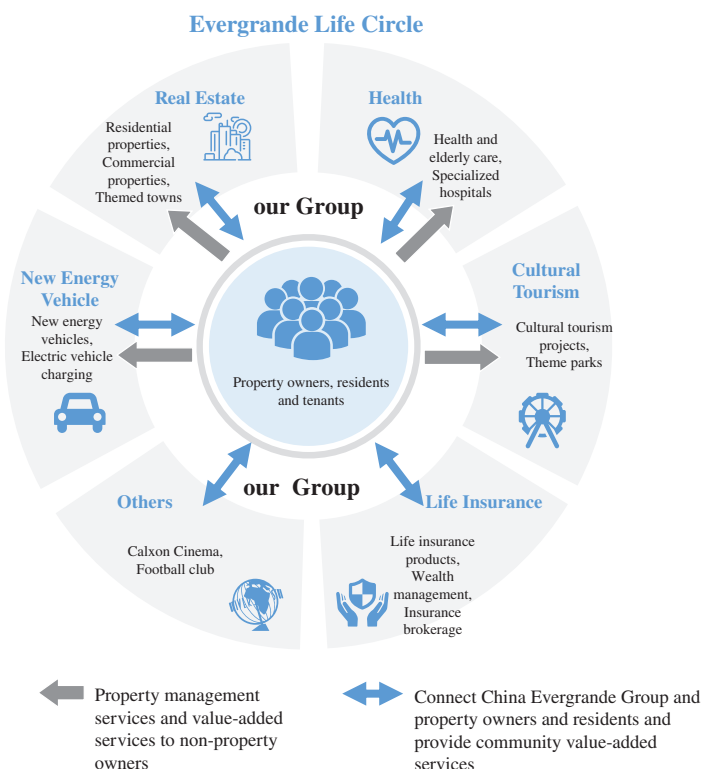 Evergrande Life Circle
Real Estate
Residential
properties,
Commercial
properties,
Themed towns
Health
Health and
elderly care,
Specialized
hospitals
our Group
New Energy
Vehicle
New energy
vehicles,
Electric vehicle
charging
Cultural
Tourism
Cultural tourism
projects,
Theme parks
Property owners, residents
and tenants
our Group
Others
Calxon Cinema,
Football club
Life Insurance
Life insurance
products,
Wealth
management,
Insurance
brokerage
Property management
services and value-added
services to non-property
owners
Connect China Evergrande Group and
property owners and residents and
provide community value-added
services